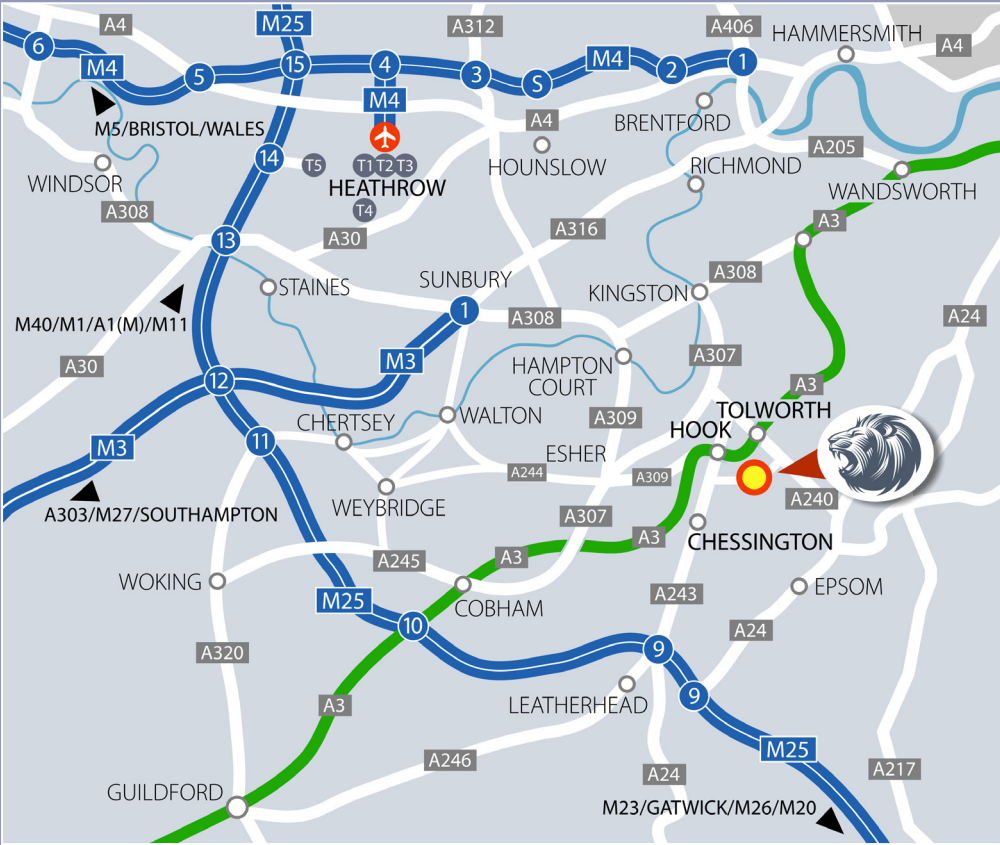 A4
M25
A312
A406
HAMMERSMITH
A4
6
M4
5
15
4
3
S
M4
2
1
M4
M5/BRISTOL/WALES
A4
BRENTFORD
A205
14
T5
T1
T2
T3
HOUNSLOW
RICHMOND
WINDSOR
HEATHROW
WANDSWORTH
A308
T4
A3
13
A30
A316
STAINES
SUNBURY
KINGSTON
A308
M40/M1/A1(M)/M11
1
A308
A24
A30
M3
HAMPTON
COURT
A307
12
A3
CHERTSEY
WALTON
A309
TOLWORTH
HOOK
M3
11
ESHER
A244
A309
A303/M27/SOUTHAMPTON
WEYBRIDGE
A307
A240
A3
A3
CHESSINGTON
WOKING
A245
COBHAM
EPSOM
M25
10
A243
A24
A320
9
9
LEATHERHEAD
A3
M25
A246
A24
A217
GUILDFORD
M23/GATWICK/M26/M20